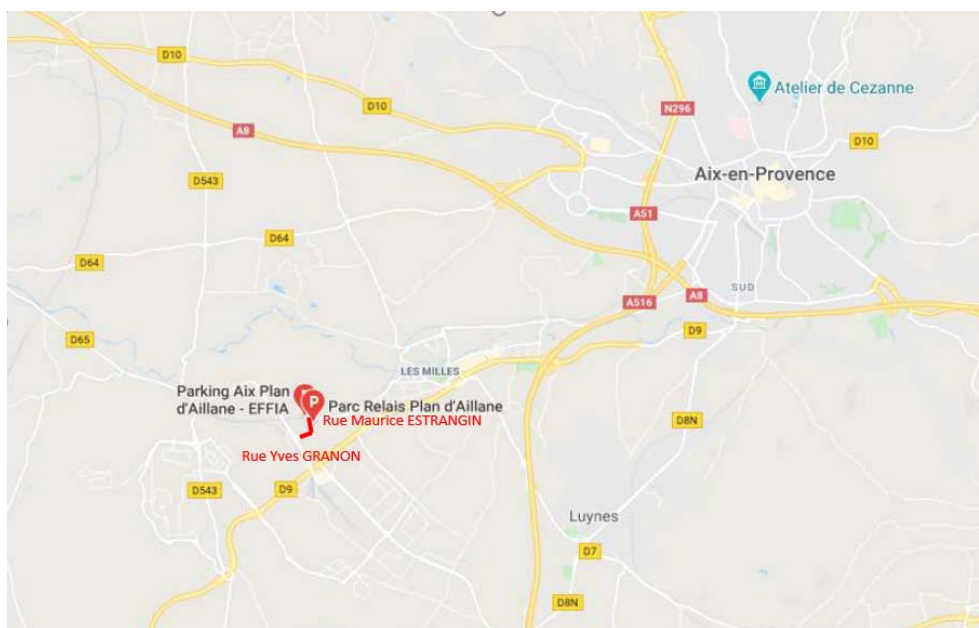 D10
D10
N296
Atelier de Cezanne
A8
D10
Aix-en-Provence
D543
A51
D64
D64
SUD
A516
A8
D9
D65
LES MILLES
Parking Aix Plan
d'Aillane - EFFIA
P
Parc Relais Plan d'Aillane
Rue Maurice ESTRANGIN
Rue Yves GRANON
D8N
D543
D9
Luynes
D7
D8N